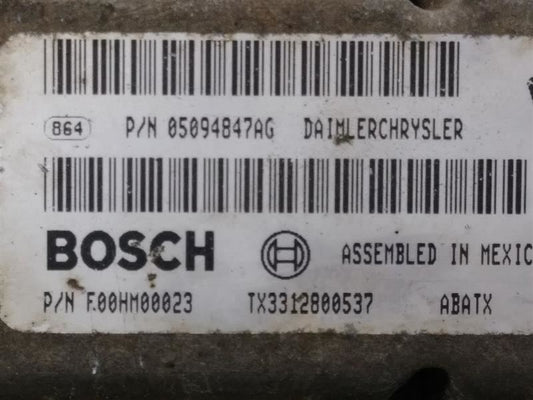 864 P/N 05094847AG DAIMLERCHRYSLER
BOSCH ASSEMBLED IN MEXIC
P/N F00HM00023 TX3312800537 ABATX